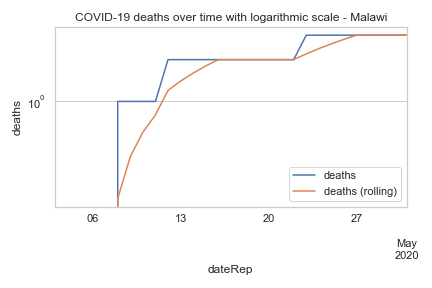 COVID-19 deaths over time with logarithmic scale - Malawi
deaths
10⁰
deaths
deaths (rolling)
06 13 20 27
May
2020
dateRep